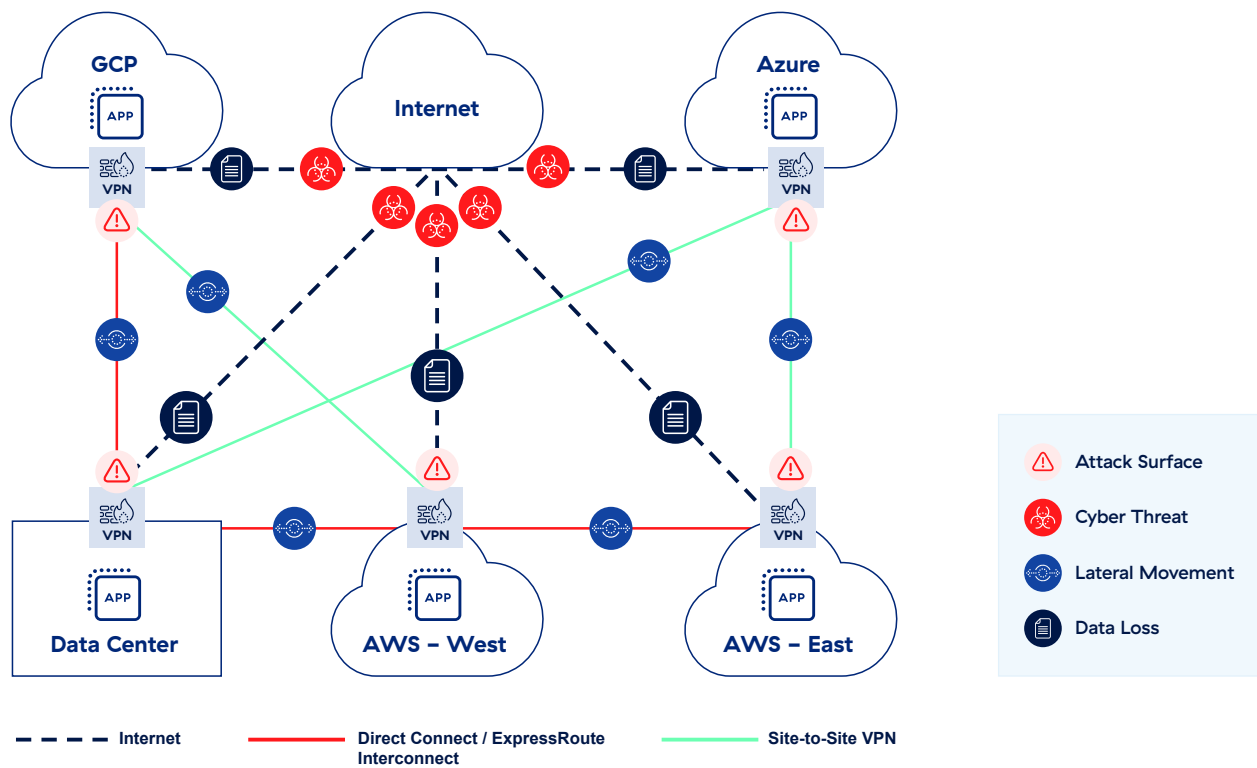 GCP
APP
VPN
Internet
Azure
APP
VPN
VPN
APP
Data Center
VPN
APP
AWS – West
VPN
APP
AWS – East
Attack Surface
Cyber Threat
Lateral Movement
Data Loss
Internet
Direct Connect / ExpressRoute
Interconnect
Site-to-Site VPN